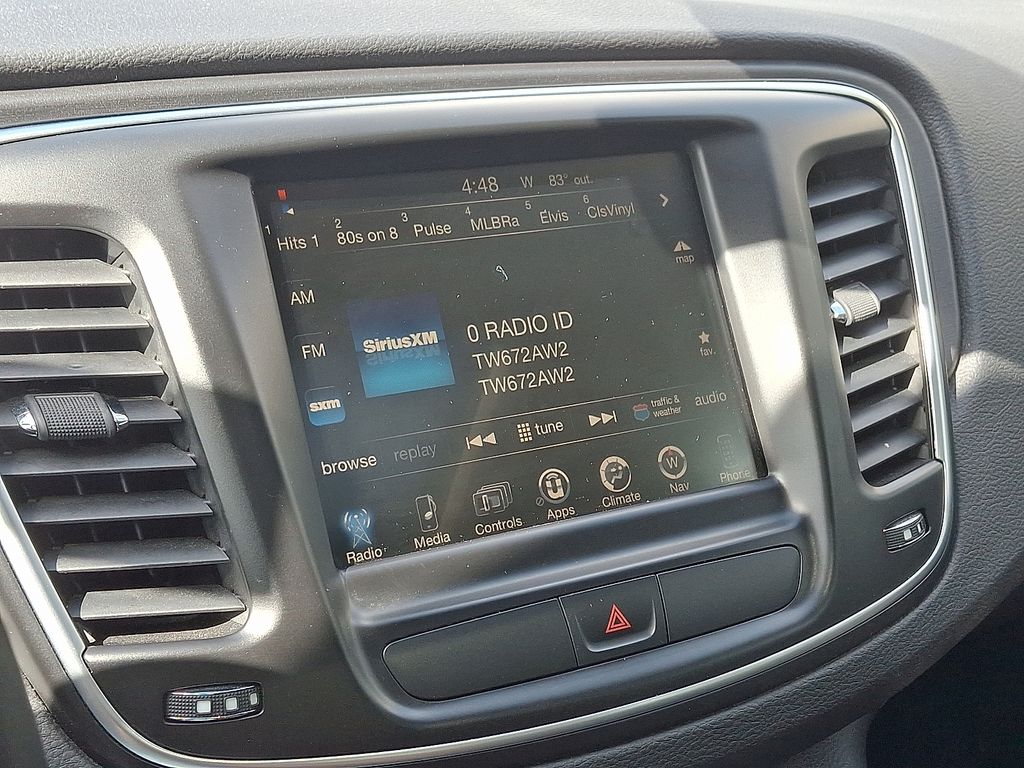 4:48 W 83° out.
1 Hits 1 2 80s on 8 3 Pulse 4 MLBRa 5 Elvis 6 ClsVinyl
map
AM
FM
sxm
SiriusXM
0 RADIO ID
TW672AW2
TW672AW2
fav.
browse replay tune traffic & weather audio
Radio Media Controls Apps Climate W Nav Phone